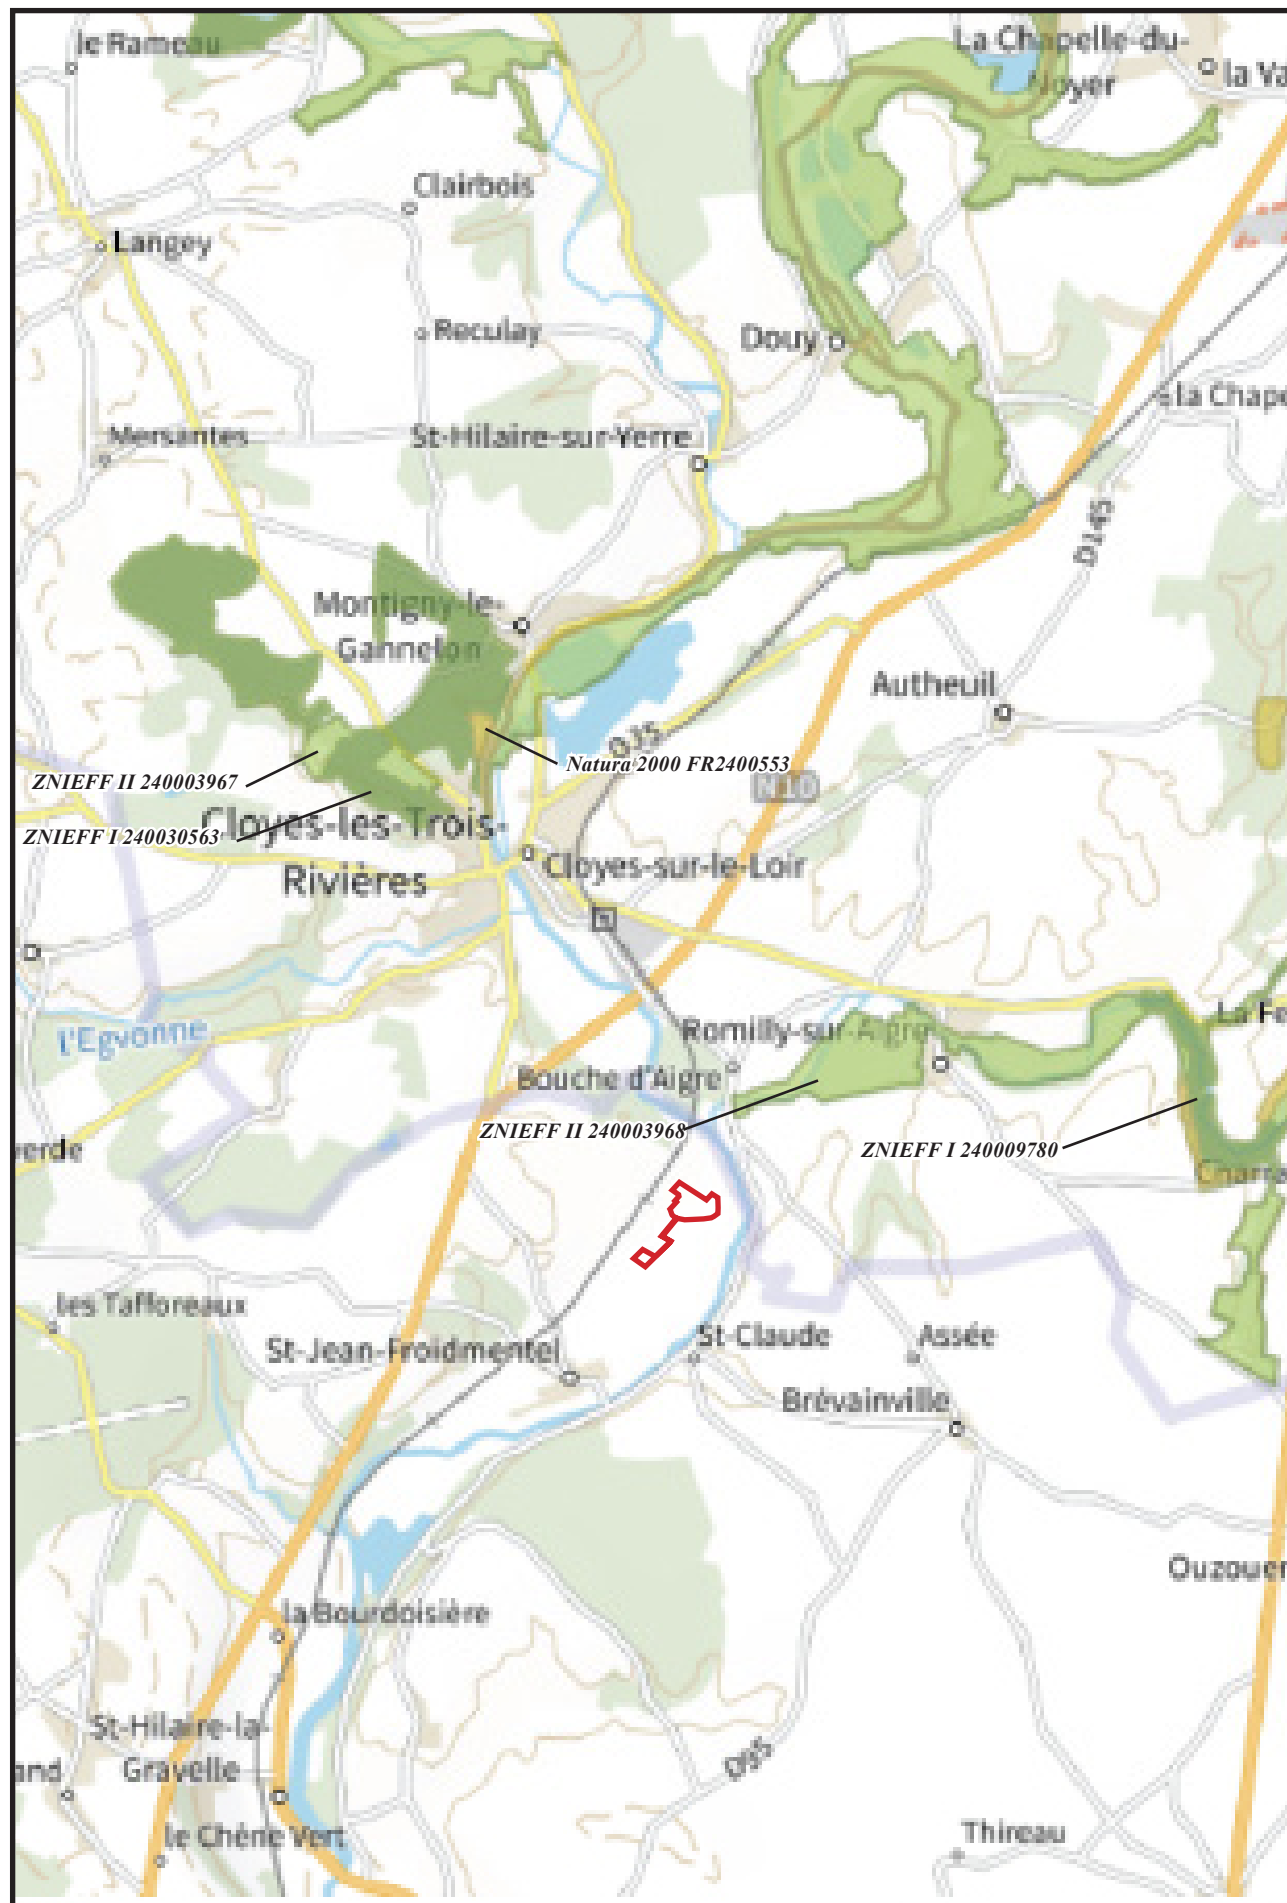 le Rameau
La Chapelle-du-
Noyer
la Va
Clairbois
Langey
Reculay
Douy
la Chape
Mersantes
St-Hilaire-sur-Yerre
D145
Montigny-le-
Gannelon
Autheuil
D35
Natura 2000 FR2400553
ZNIEFF II 240003967
N 10
ZNIEFF I 240030563
Cloyes-les-Trois-
Rivières
Cloyes-sur-le-Loir
l'Egvonne
Romilly-sur-Aigre
La Fe
Bouche d'Aigre
ZNIEFF II 240003968
ZNIEFF I 240009780
verde
Charra
les Tafforeaux
St-Jean-Froidmentel
St-Claude
Assée
Brévainville
Ouzouer
la Bourdoisière
St-Hilaire-la-
Gravelle
and
D95
le Chêne Vert
Thireau